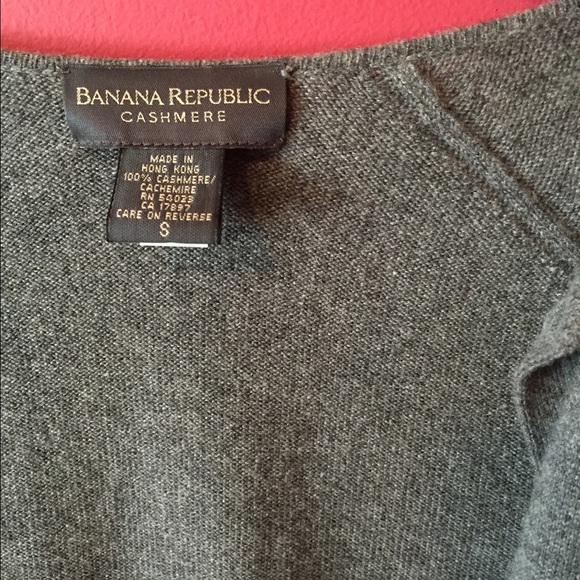 BANANA REPUBLIC
CASHMERE
MADE IN
HONG KONG
100% CASHMERE/
CACHEMIRE
RN 54023
CA 17897
CARE ON REVERSE
S